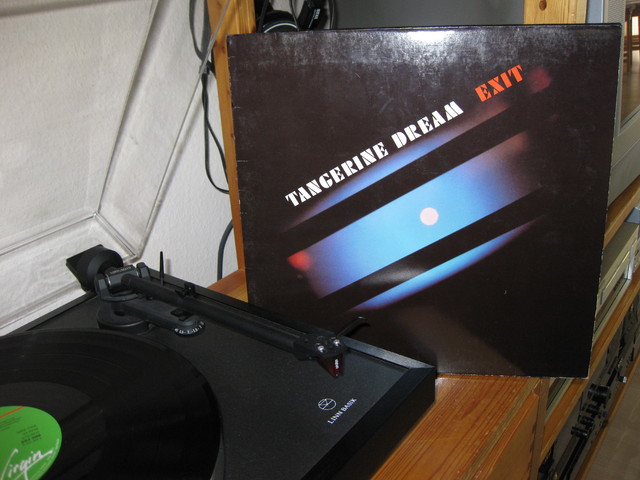 TANGERINE DREAM EXIT
LINN BASIK
Virgin